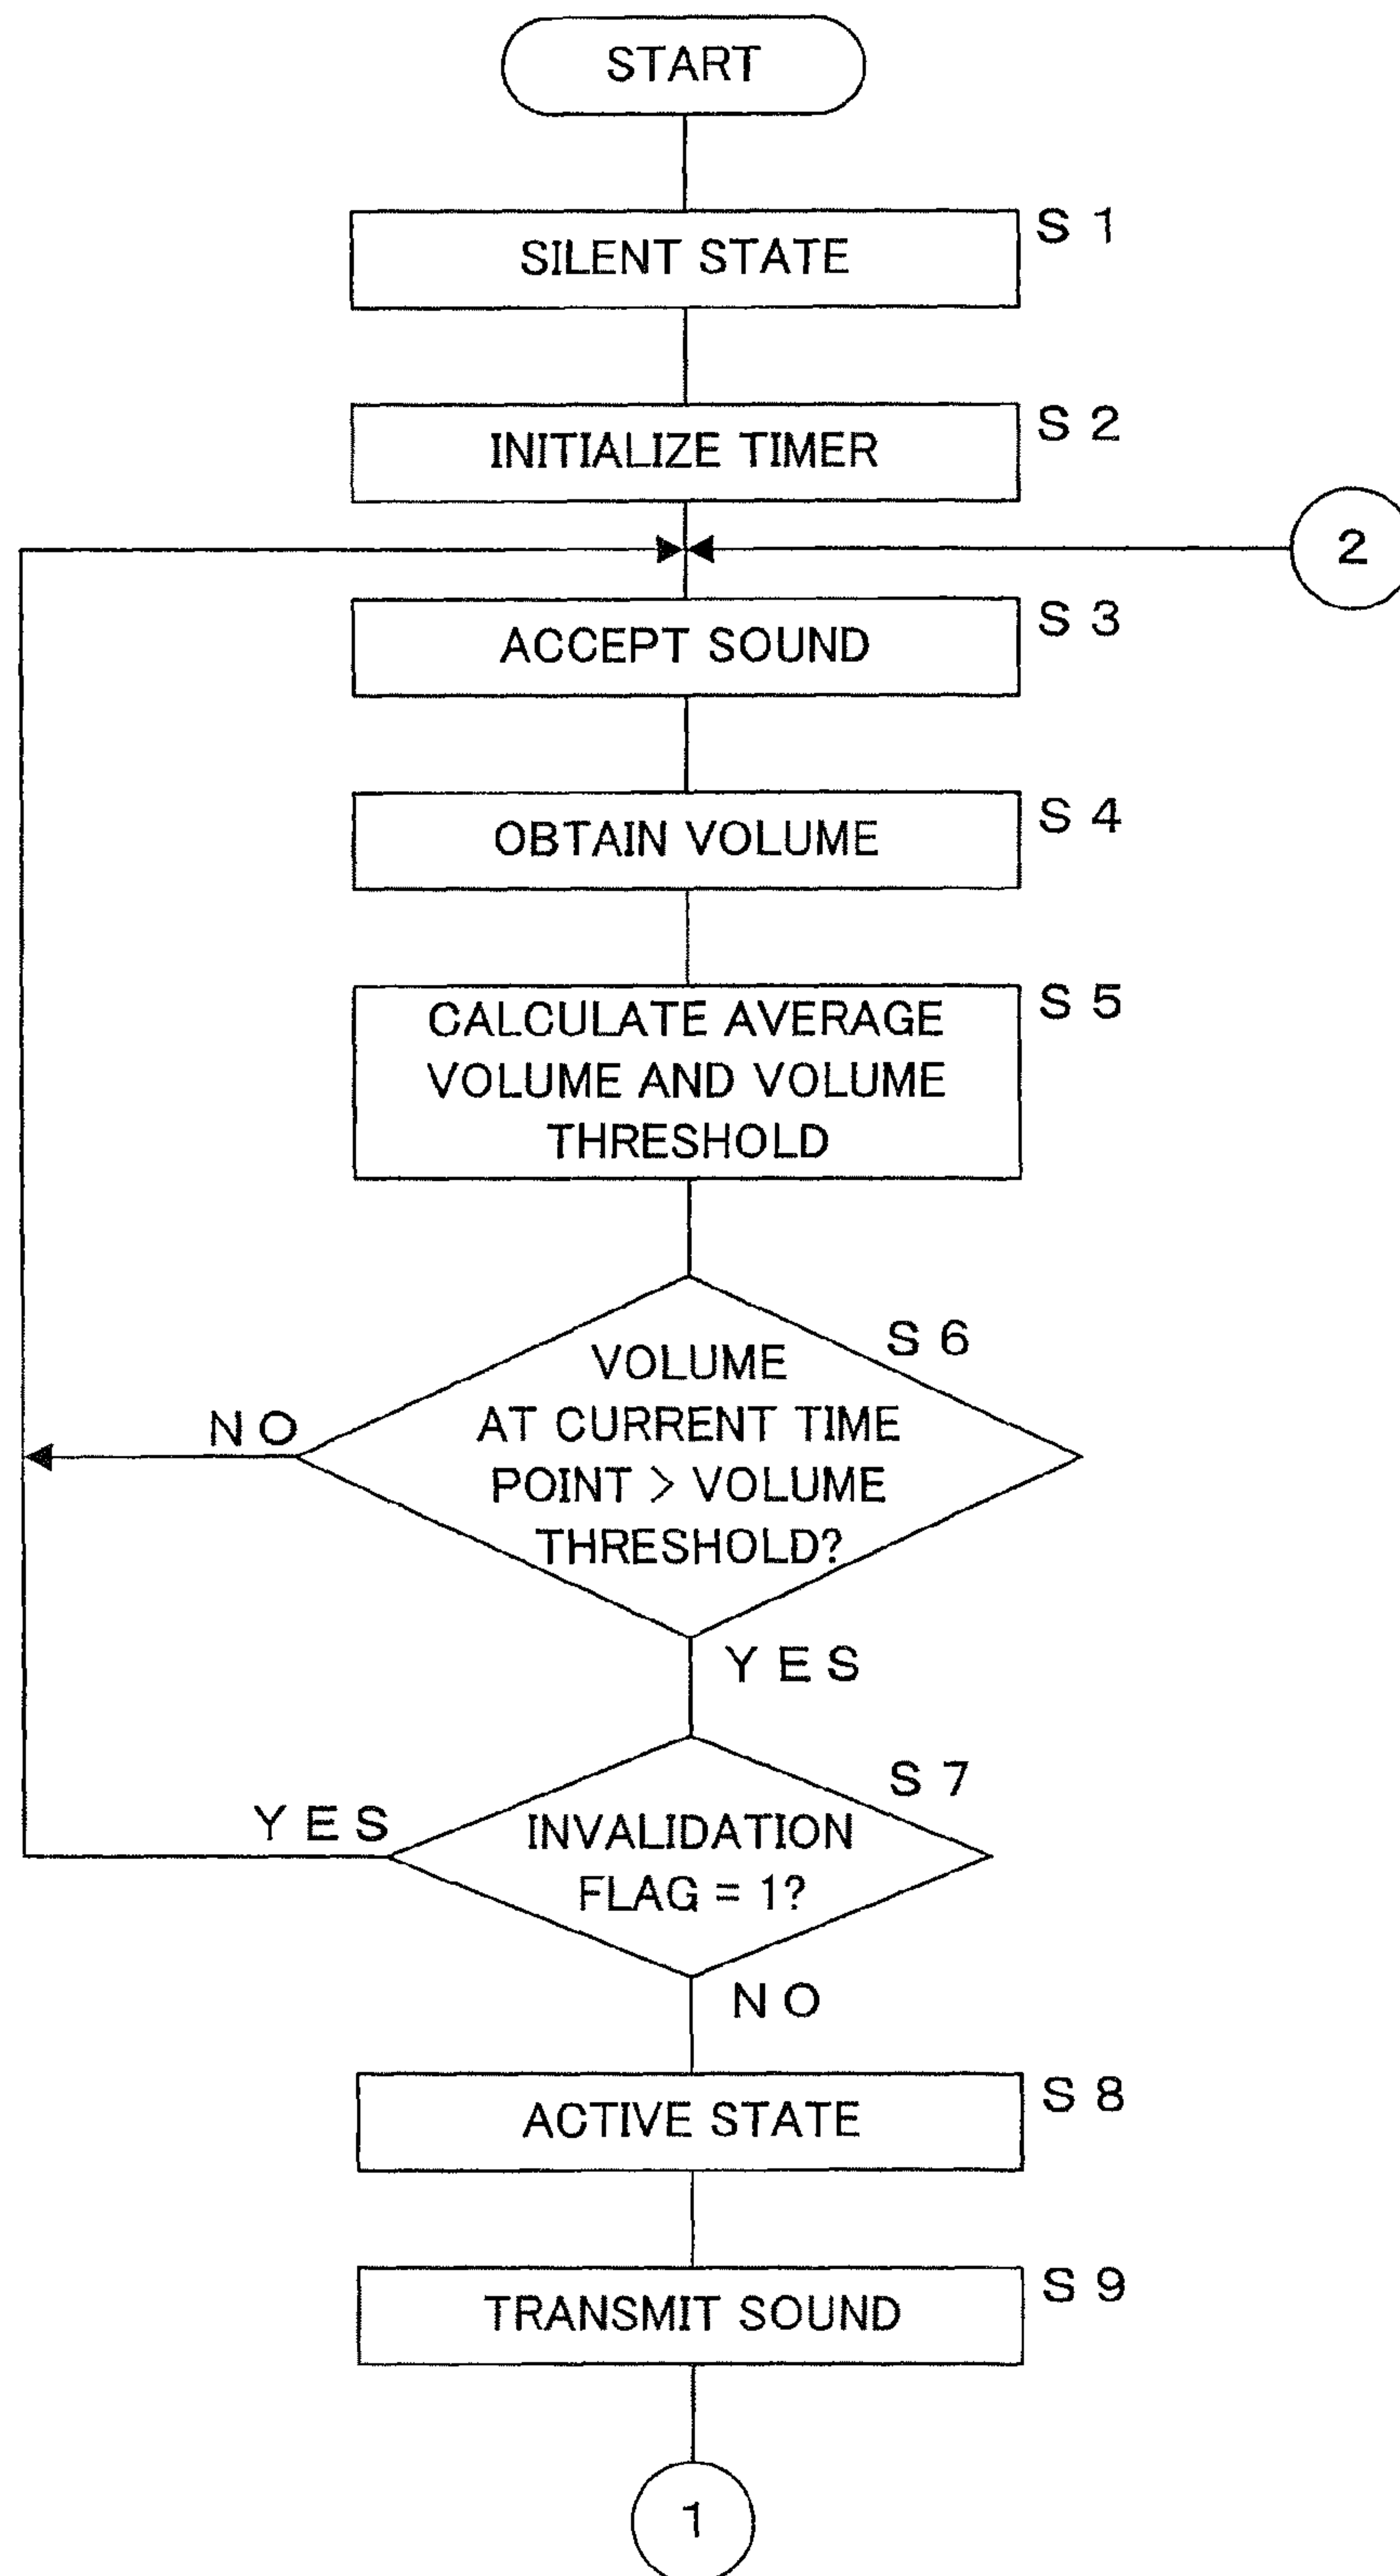 START
SILENT STATE
S 1
INITIALIZE TIMER
S 2
2
ACCEPT SOUND
S 3
OBTAIN VOLUME
S 4
CALCULATE AVERAGE
VOLUME AND VOLUME
THRESHOLD
S 5
VOLUME
AT CURRENT TIME
POINT > VOLUME
THRESHOLD?
S 6
NO
YES
INVALIDATION
FLAG = 1?
S 7
YES
NO
ACTIVE STATE
S 8
TRANSMIT SOUND
S 9
1